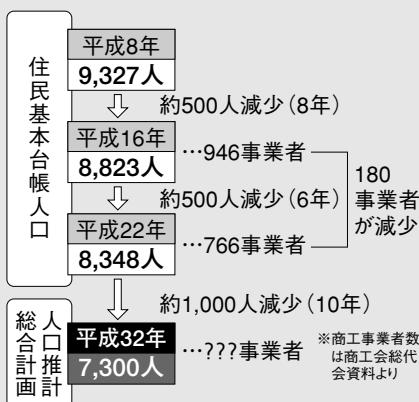 住民基本台帳人口
平成8年
9,327人
約500人減少（8年）
平成16年
8,823人
…946事業者
約500人減少（6年）
180
事業者
が減少
平成22年
8,348人
…766事業者
約1,000人減少（10年）
総合計画
人口推計
平成32年
7,300人
…???事業者
※商工事業者数
は商工会総代
会資料より